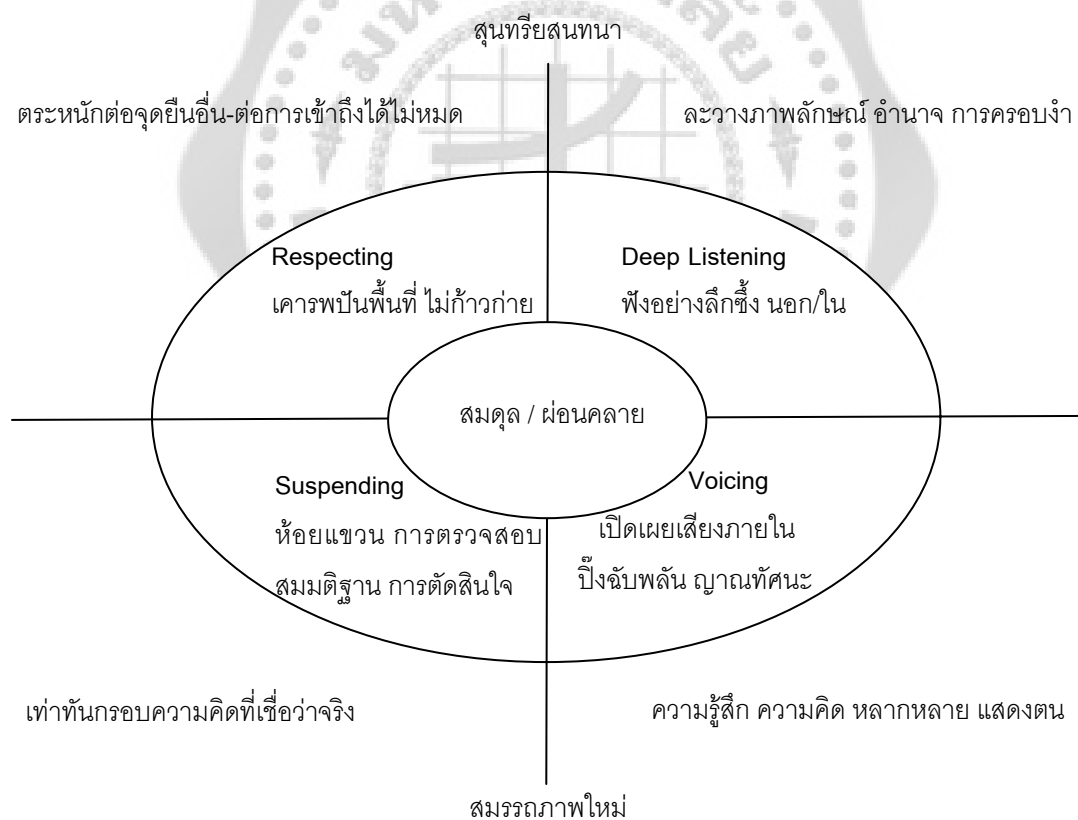 สุนทรียสนทนา
ตระหนักต่อจุดยืนอื่น-ต่อการเข้าถึงได้ไม่หมด
ละวางภาพลักษณ์ อำนาจ การครอบงำ
Respecting
เคารพปันพื้นที่ ไม่ก้าวก่าย
Deep Listening
ฟังอย่างลึกซึ้ง นอก/ใน
สมดุล / ผ่อนคลาย
Suspending
ห้อยแขวน การตรวจสอบ
สมมติฐาน การตัดสินใจ
Voicing
เปิดเผยเสียงภายใน
ปิ๊งฉับพลัน ญาณทัศนะ
เท่าทันกรอบความคิดที่เชื่อว่าจริง
ความรู้สึก ความคิด หลากหลาย แสดงตน
สมรรถภาพใหม่